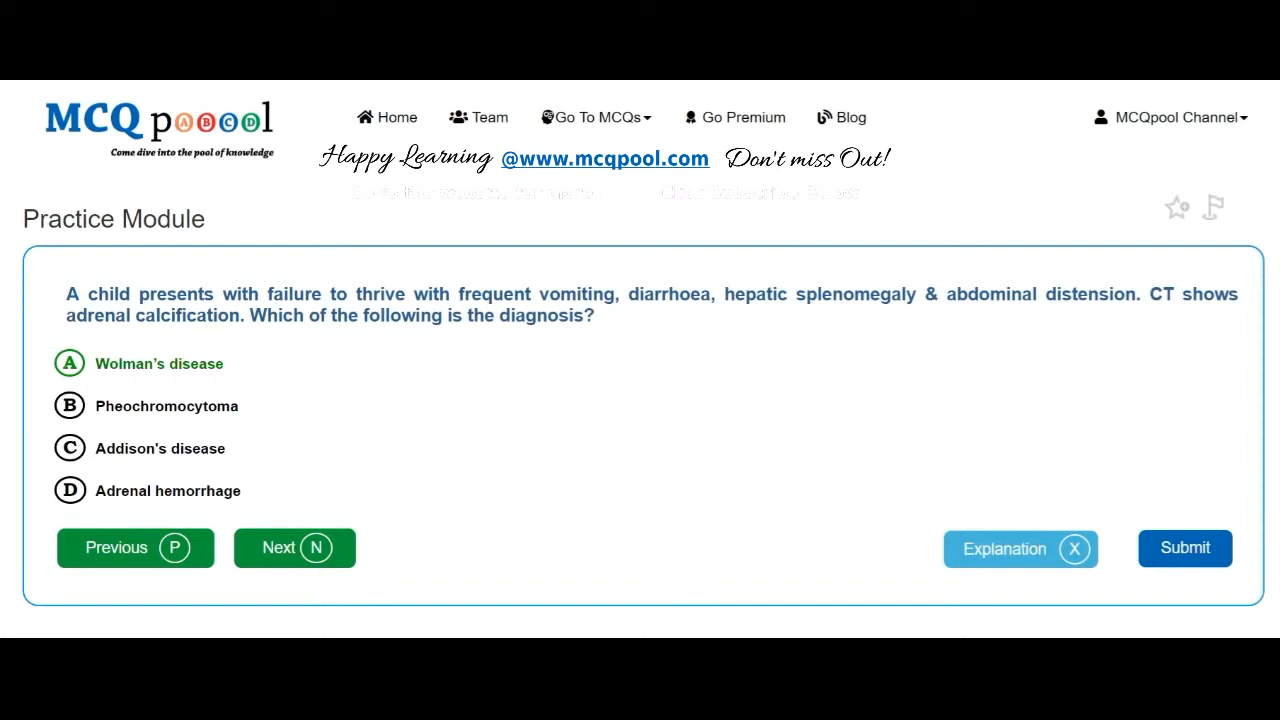 MCQ pooool
Come dive into the pool of knowledge
Home Team Go To MCQs Go Premium Blog MCQpool Channel
Happy Learning @www.mcqpool.com Don't miss Out!
Practice Module
A child presents with failure to thrive with frequent vomiting, diarrhoea, hepatic splenomegaly & abdominal distension. CT shows
adrenal calcification. Which of the following is the diagnosis?
A Wolman’s disease
B Pheochromocytoma
C Addison's disease
D Adrenal hemorrhage
Previous P Next N Explanation X Submit